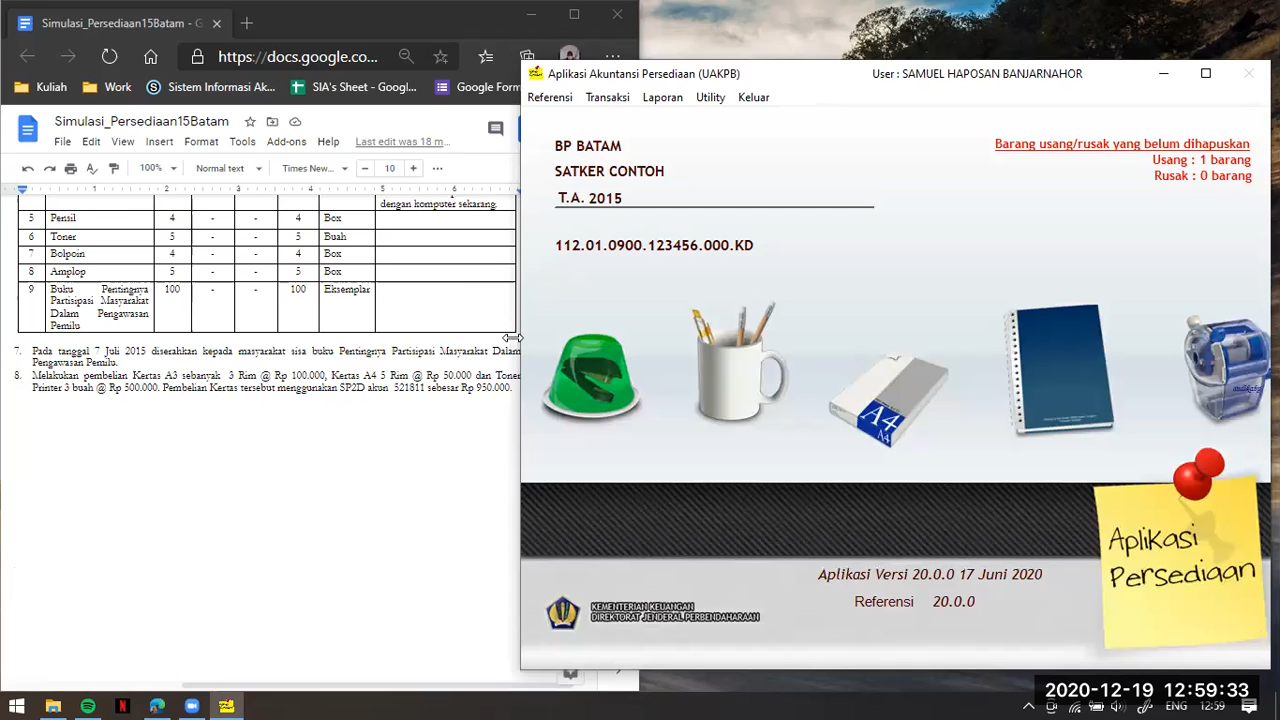 Simulasi_Persediaan15Batam - G
https://docs.google.co...
Kuliah
Work
Sistem Informasi Ak...
SIA's Sheet - Googl...
Google Form
Simulasi_Persediaan15Batam
File Edit View Insert Format Tools Add-ons Last edit was 18 m...
100% Normal text Times New... 10 ...
2 3 4 5 6
dengan komputer sekarang.
5 Pensil 4 - - 4 Box
6 Toner 5 - - 5 Buah
7 Bolpoin 4 - - 4 Box
8 Amplop 5 - - 5 Box
9 Buku Pentingnya Partisipasi Masyarakat Dalam Pengawasan Pemilu 100 - - 100 Eksemplar
7. Pada tanggal 7 Juli 2015 diserahkan kepada masyarakat sisa buku Pentingnya Partisipasi Masyarakat Dalam
Pengawasan Pemilu.
8. Melakukan pembelian Kertas A3 sebanyak 3 Rim @ Rp 100.000, Kertas A4 5 Rim @ Rp 50.000 dan Toner
Printer 3 buah @ Rp 500.000. Pembelian Kertas tersebut menggunakan SP2D akun 521811 sebesar Rp 950.000.
Aplikasi Akuntansi Persediaan (UAKPB)
User : SAMUEL HAPOSAN BANJARNAHOR
Referensi Transaksi Laporan Utility Keluar
BP BATAM
SATKER CONTOH
T.A. 2015
112.01.0900.123456.000.KD
Barang usang/rusak yang belum dihapuskan
Usang : 1 barang
Rusak : 0 barang
A4
A4
Aplikasi
Persediaan
Aplikasi Versi 20.0.0 17 Juni 2020
Referensi 20.0.0
KEMENTERIAN KEUANGAN
DIREKTORAT JENDERAL PERBENDAHARAAN
2020-12-19 12:59:33
ENG 12:59